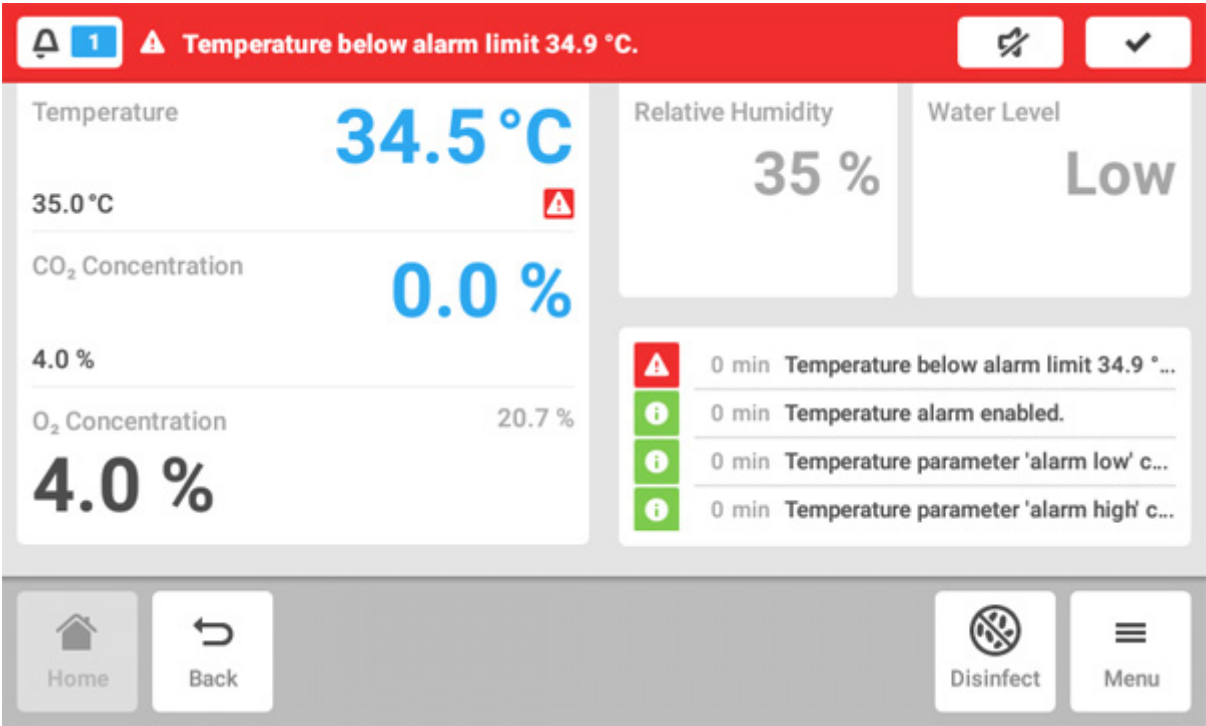 1 Temperature below alarm limit 34.9 °C.
Temperature
34.5 °C
35.0 °C
CO₂ Concentration
0.0 %
4.0 %
O₂ Concentration
20.7 %
4.0 %
Relative Humidity
35 %
Water Level
Low
0 min Temperature below alarm limit 34.9 °...
0 min Temperature alarm enabled.
0 min Temperature parameter 'alarm low' c...
0 min Temperature parameter 'alarm high' c...
Home
Back
Disinfect
Menu